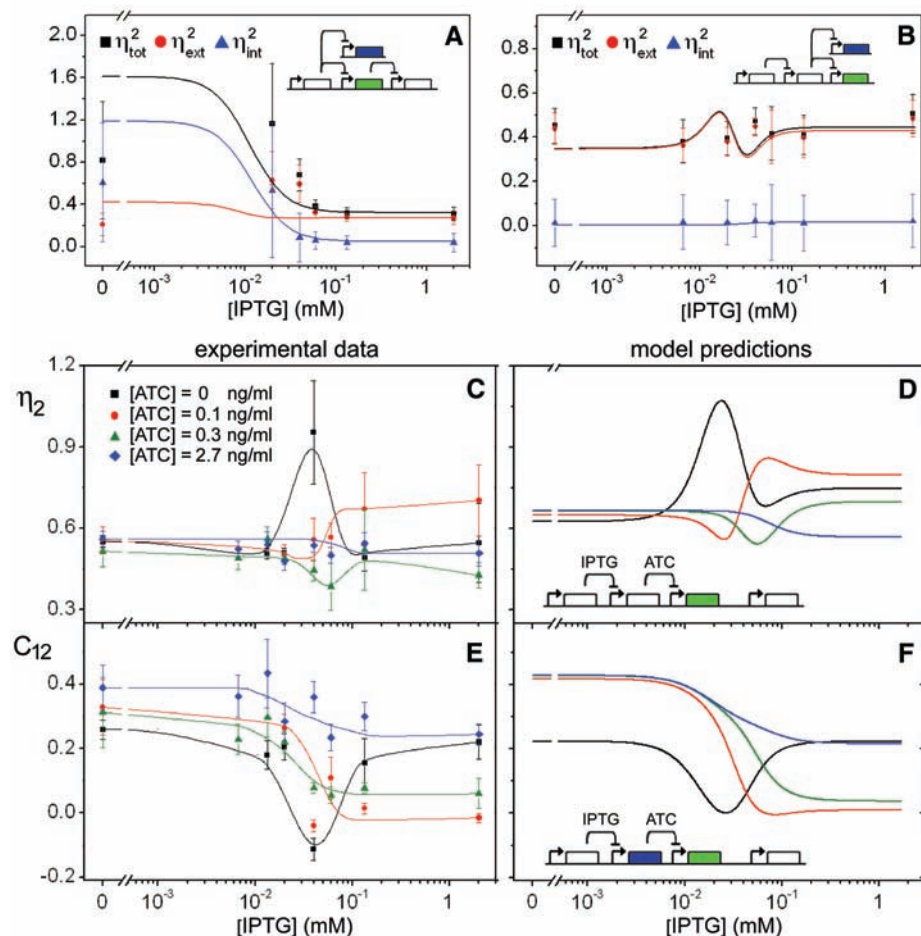 A
η²tot η²ext η²int
2.0
1.6
1.2
0.8
0.4
0.0
0 10⁻³ 10⁻² 10⁻¹ 1
[IPTG] (mM)
B
η²tot η²ext η²int
0.8
0.4
0.0
0 10⁻³ 10⁻² 10⁻¹ 1
[IPTG] (mM)
experimental data
model predictions
C
η₂
1.2
0.9
0.6
0.3
[ATC] = 0 ng/ml
[ATC] = 0.1 ng/ml
[ATC] = 0.3 ng/ml
[ATC] = 2.7 ng/ml
D
IPTG ATC
E
C₁₂
0.4
0.2
0.0
-0.2
0 10⁻³ 10⁻² 10⁻¹ 1
[IPTG] (mM)
F
IPTG ATC
0 10⁻³ 10⁻² 10⁻¹ 1
[IPTG] (mM)